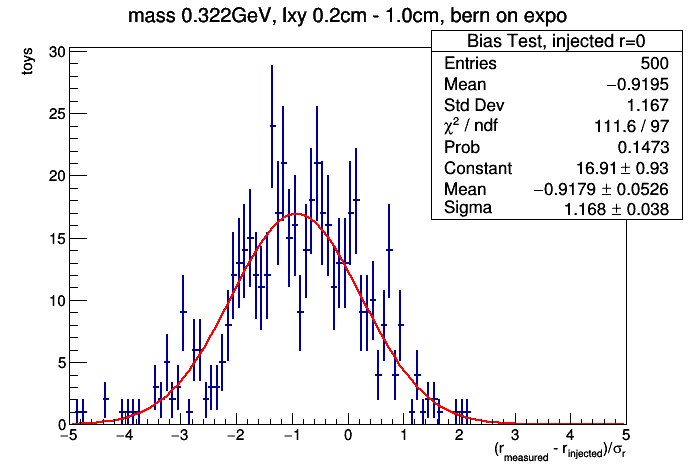 mass 0.322GeV, lxy 0.2cm - 1.0cm, bern on expo
Bias Test, injected r=0
Entries 500
Mean −0.9195
Std Dev 1.167
χ² / ndf 111.6 / 97
Prob 0.1473
Constant 16.91 ± 0.93
Mean −0.9179 ± 0.0526
Sigma 1.168 ± 0.038
toys
30
25
20
15
10
5
0
−5 −4 −3 −2 −1 0 1 2 3 4 5
(r_measured - r_injected)/σ_r